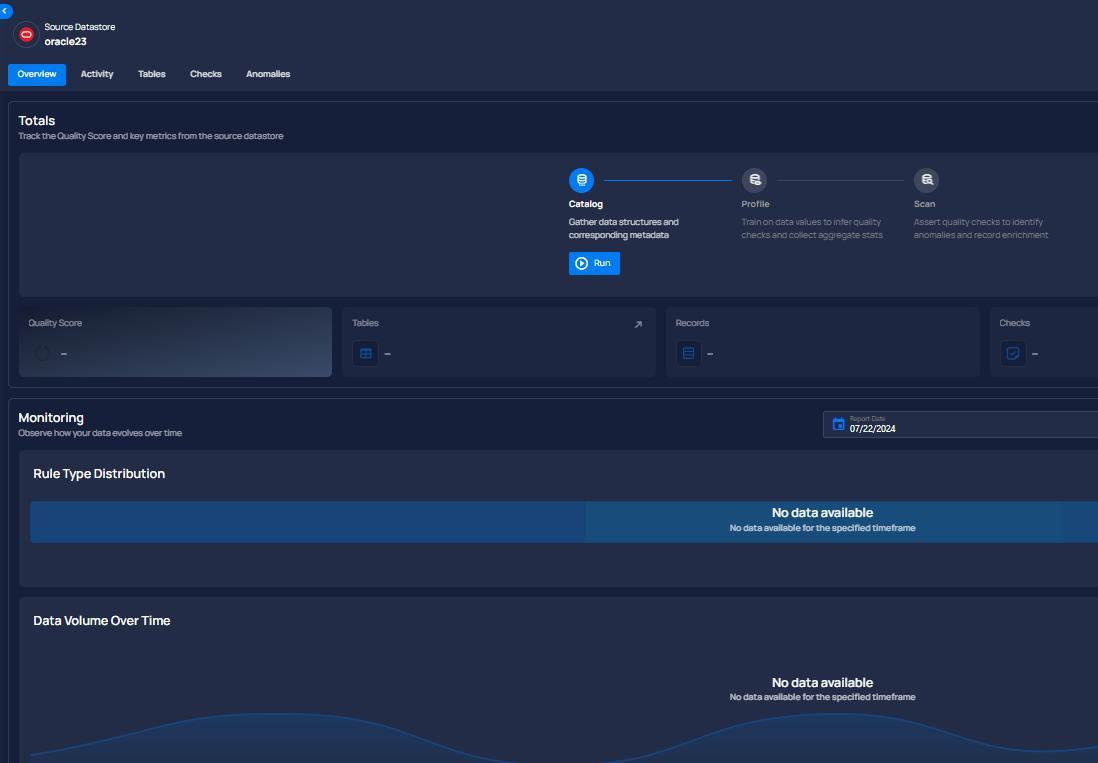 Source Datastore
oracle23
Overview
Activity
Tables
Checks
Anomalies
Totals
Track the Quality Score and key metrics from the source datastore
Catalog
Gather data structures and
corresponding metadata
Run
Profile
Train on data values to infer quality
checks and collect aggregate stats
Scan
Assert quality checks to identify
anomalies and record enrichment
Quality Score
–
Tables
–
Records
–
Checks
–
Monitoring
Observe how your data evolves over time
Report Date
07/22/2024
Rule Type Distribution
No data available
No data available for the specified timeframe
Data Volume Over Time
No data available
No data available for the specified timeframe